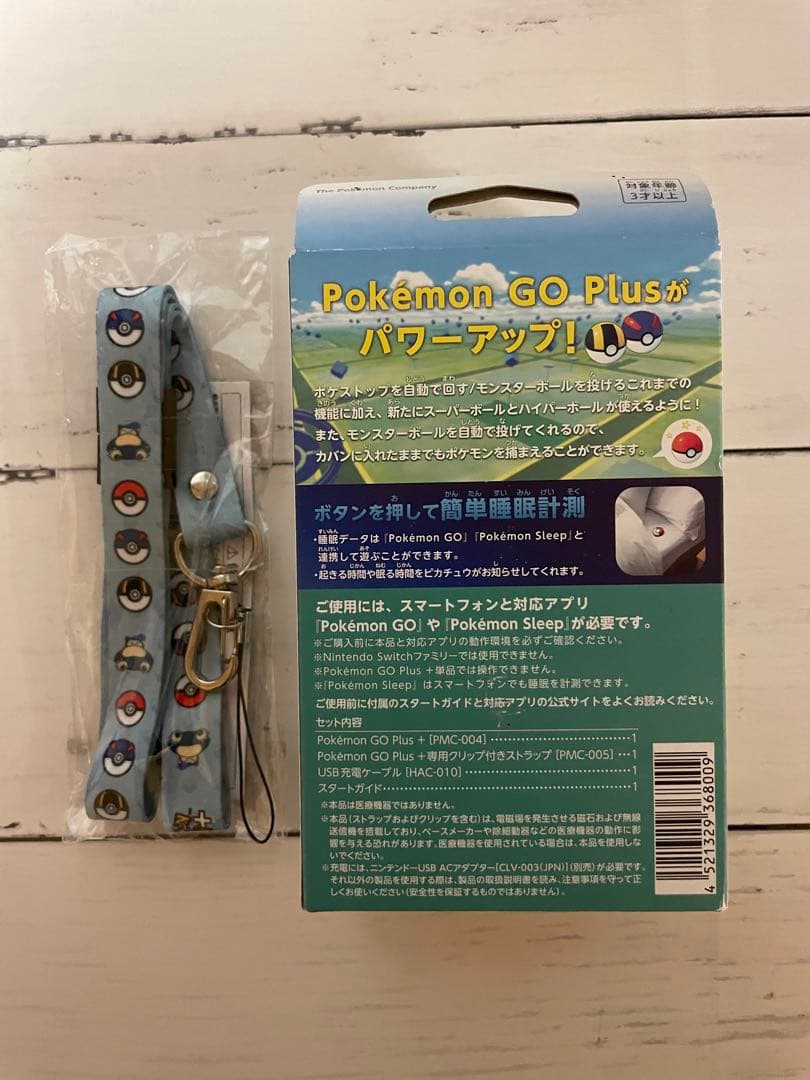 The Pokémon Company
対象年齢
3才以上
Pokémon GO Plusが
パワーアップ!
ポケストップを自動で回す/モンスターボールを投げるこれまでの
機能に加え、新たにスーパーボールとハイパーボールが使えるように!
また、モンスターボールを自動で投げてくれるので、
カバンに入れたままでもポケモンを捕まえることができます。
ボタンを押して簡単睡眠計測
・睡眠データは『Pokémon GO』『Pokémon Sleep』と
連携して遊ぶことができます。
・起きる時間や眠る時間をピカチュウがお知らせしてくれます。
ご使用には、スマートフォンと対応アプリ
『Pokémon GO』や『Pokémon Sleep』が必要です。
※ご購入前に本品と対応アプリの動作環境を必ずご確認ください。
※Nintendo Switchファミリーでは使用できません。
※Pokémon GO Plus +単品では操作できません。
※『Pokémon Sleep』はスマートフォンでも睡眠を計測できます。
ご使用前に付属のスタートガイドと対応アプリの公式サイトをよくお読みください。
セット内容
Pokémon GO Plus + [PMC-004] ……………………………1
Pokémon GO Plus +専用クリップ付きストラップ [PMC-005] …1
USB充電ケーブル [HAC-010] ……………………………1
スタートガイド ……………………………1
※本品は医療機器ではありません。
※本品(ストラップおよびクリップを含む)は、電磁場を発生させる磁石および無線
送信機を搭載しており、ペースメーカーや除細動器などの医療機器の動作に影
響を与える恐れがあります。医療機器を使用されている場合は、本品を使用しな
いでください。
※充電には、ニンテンドーUSB ACアダプター[CLV-003(JPN)](別売)が必要です。
それ以外の製品を使用する際は、製品の取扱説明書を読み、注意事項を守って正
しくお使いください(安全性を保証するものではありません)。
4 521329 368009